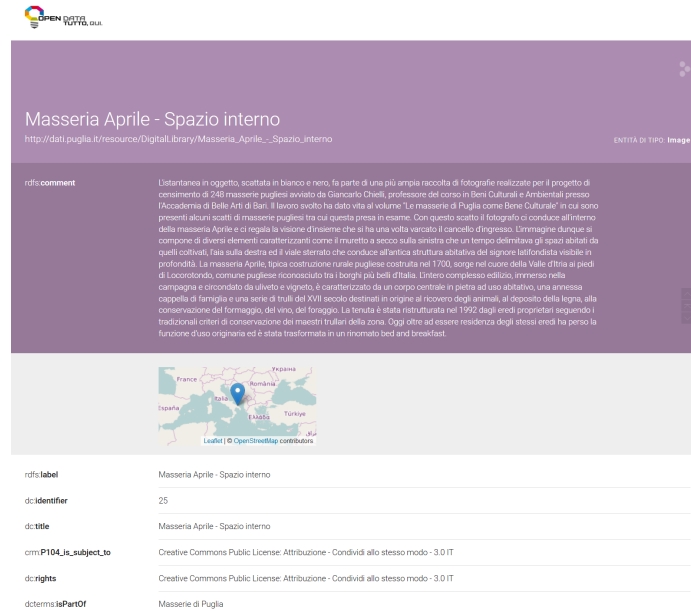 OPEN DATA
TUTTO, QUI.
Masseria Aprile - Spazio interno
http://dati.puglia.it/resource/DigitalLibrary/Masseria_Aprile_-_Spazio_interno
ENTITÀ DI TIPO: Image
rdfs:comment
L'istantanea in oggetto, scattata in bianco e nero, fa parte di una più ampia raccolta di fotografie realizzate per il progetto di
censimento di 248 masserie pugliesi avviato da Giancarlo Chielli, professore del corso in Beni Culturali e Ambientali presso
l'Accademia di Belle Arti di Bari. Il lavoro svolto ha dato vita al volume "Le masserie di Puglia come Bene Culturale" in cui sono
presenti alcuni scatti di masserie pugliesi tra cui questa presa in esame. Con questo scatto il fotografo ci conduce all'interno
della masseria Aprile e ci regala la visione d'insieme che si ha una volta varcato il cancello d'ingresso. L'immagine dunque si
compone di diversi elementi caratterizzanti come il muretto a secco sulla sinistra che un tempo delimitava gli spazi abitati da
quelli coltivati, l'aia sulla destra ed il viale sterrato che conduce all'antica struttura abitativa del signore latifondista visibile in
profondità. La masseria Aprile, tipica costruzione rurale pugliese costruita nel 1700, sorge nel cuore della Valle d'Itria ai piedi
di Locorotondo, comune pugliese riconosciuto tra i borghi più belli d'Italia. L'intero complesso edilizio, immerso nella
campagna e circondato da uliveto e vigneto, è caratterizzato da un corpo centrale in pietra ad uso abitativo, una annessa
cappella di famiglia e una serie di trulli del XVII secolo destinati in origine al ricovero degli animali, al deposito della legna, alla
conservazione del formaggio, del vino, del foraggio. La tenuta è stata ristrutturata nel 1992 dagli eredi proprietari seguendo i
tradizionali criteri di conservazione dei maestri trullari della zona. Oggi oltre ad essere residenza degli stessi eredi ha perso la
funzione d'uso originaria ed è stata trasformata in un rinomato bed and breakfast.
Україна
France
România
Italia
España
Ελλάδα
Türkiye
Leaflet | © OpenStreetMap contributors
rdfs:label
Masseria Aprile - Spazio interno
dc:identifier
25
dc:title
Masseria Aprile - Spazio interno
crm:P104_is_subject_to
Creative Commons Public License: Attribuzione - Condividi allo stesso modo - 3.0 IT
dc:rights
Creative Commons Public License: Attribuzione - Condividi allo stesso modo - 3.0 IT
dcterms:isPartOf
Masserie di Puglia